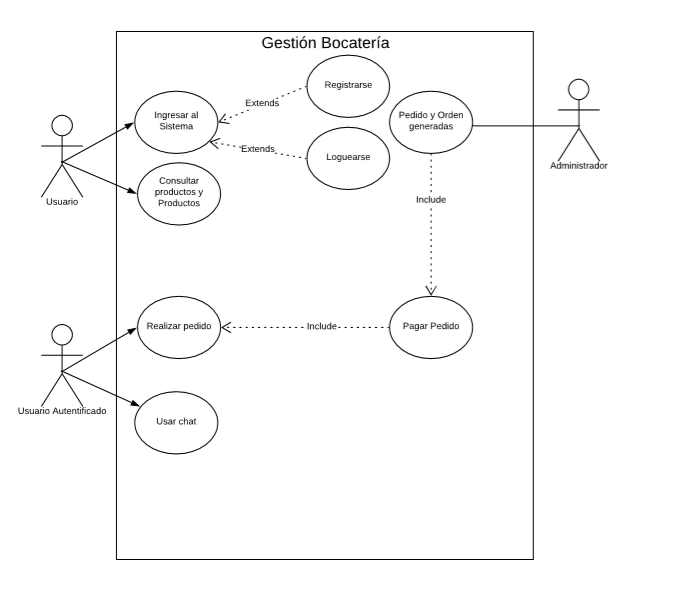 Gestión Bocatería
Registrarse
Extends
Ingresar al
Sistema
Pedido y Orden
generadas
Extends
Loguearse
Administrador
Consultar
productos y
Productos
Usuario
Include
Realizar pedido
Include
Pagar Pedido
Usuario Autentificado
Usar chat